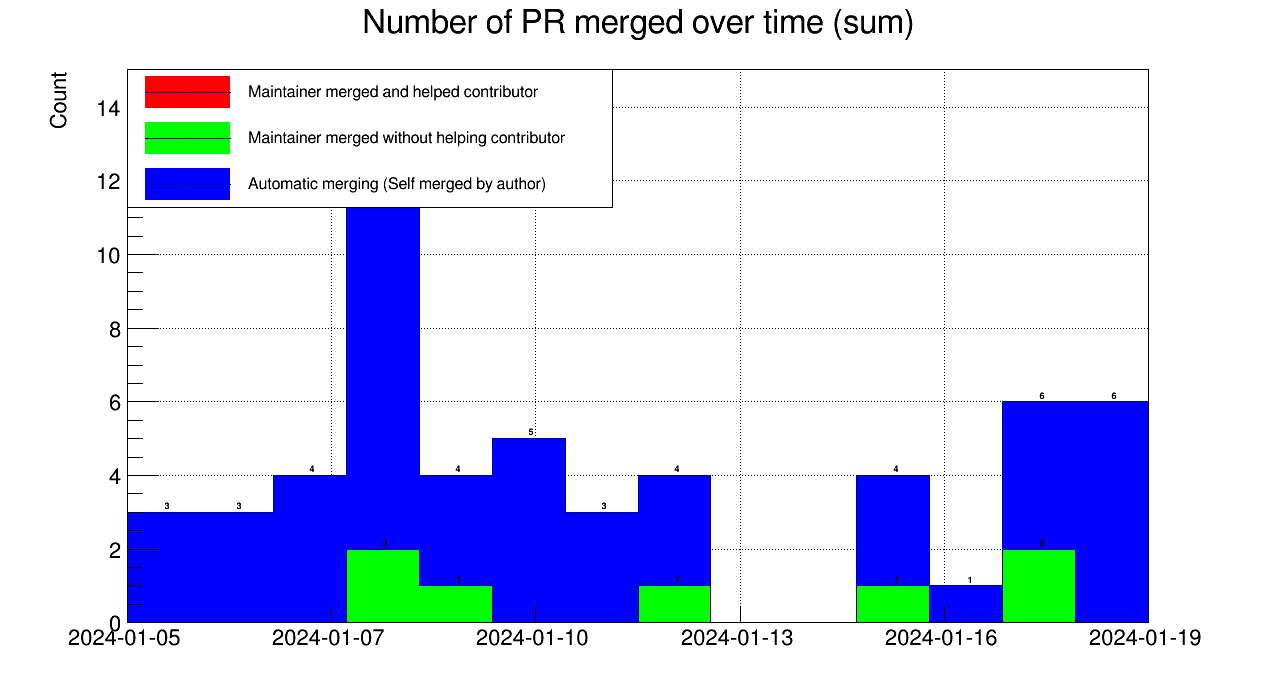 Number of PR merged over time (sum)
Count
Maintainer merged and helped contributor
Maintainer merged without helping contributor
Automatic merging (Self merged by author)
14
12
10
8
6
4
2
0
3 3 4 4 5 3 4 4 1 6 6
2 1 1 1 2
2024-01-05 2024-01-07 2024-01-10 2024-01-13 2024-01-16 2024-01-19